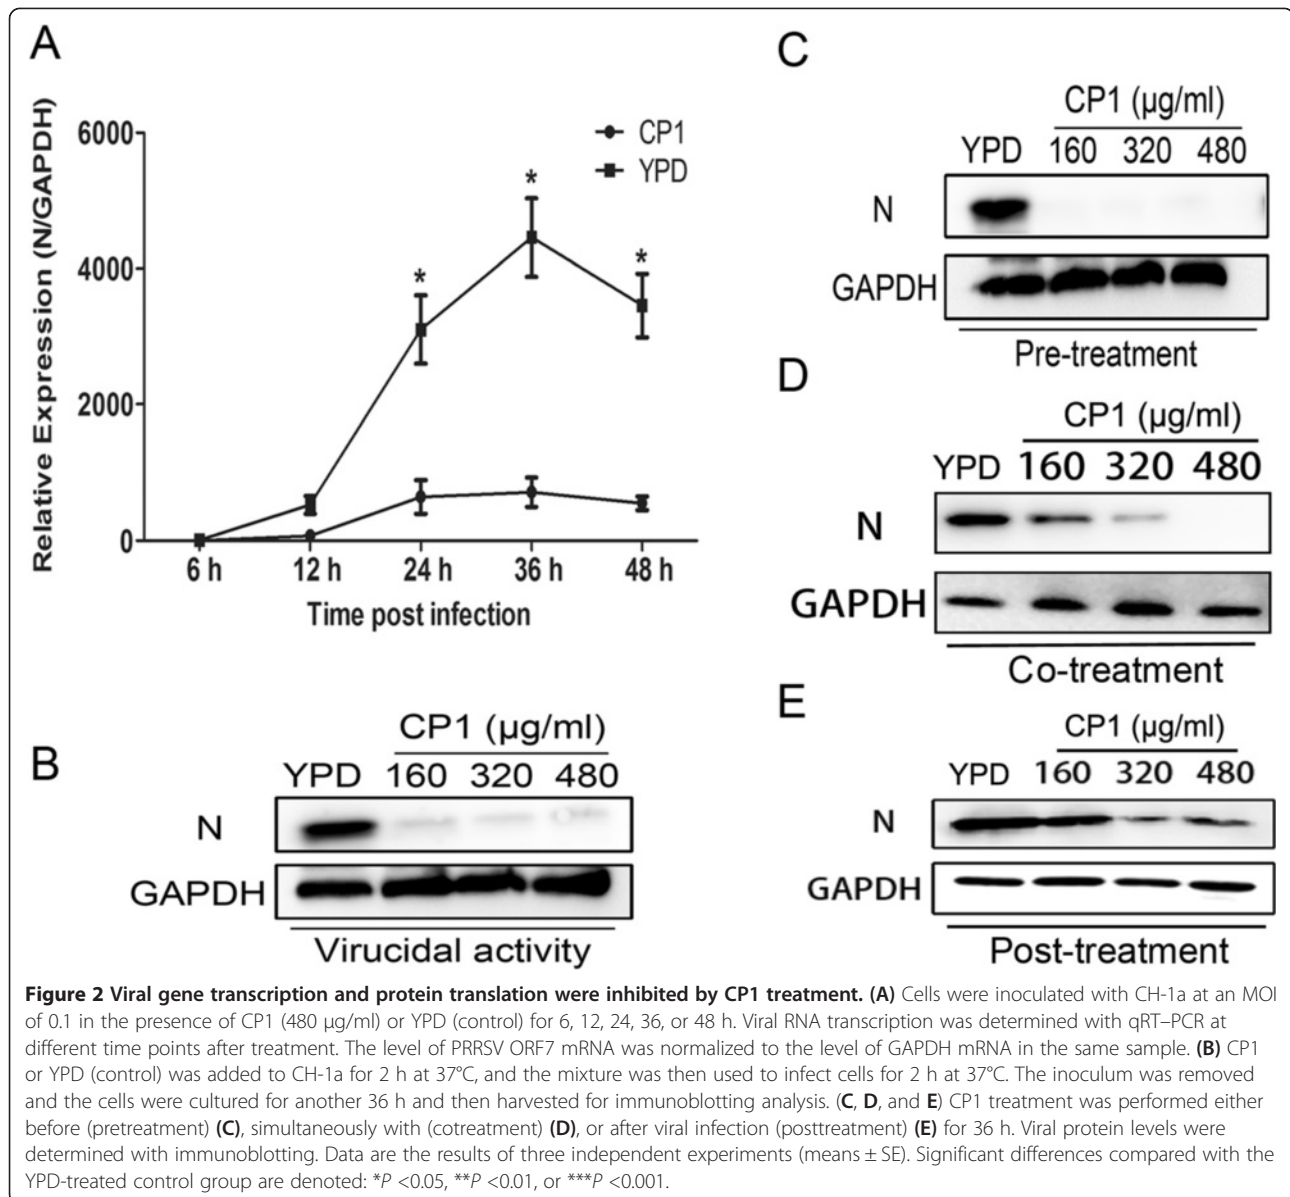 A
Relative Expression (N/GAPDH)
6000
4000
2000
0
CP1
YPD
*
*
*
6 h 12 h 24 h 36 h 48 h
Time post infection
B
CP1 (µg/ml)
YPD 160 320 480
N
GAPDH
Virucidal activity
C
CP1 (µg/ml)
YPD 160 320 480
N
GAPDH
Pre-treatment
D
CP1 (µg/ml)
YPD 160 320 480
N
GAPDH
Co-treatment
E
CP1 (µg/ml)
YPD 160 320 480
N
GAPDH
Post-treatment
Figure 2 Viral gene transcription and protein translation were inhibited by CP1 treatment. (A) Cells were inoculated with CH-1a at an MOI
of 0.1 in the presence of CP1 (480 µg/ml) or YPD (control) for 6, 12, 24, 36, or 48 h. Viral RNA transcription was determined with qRT–PCR at
different time points after treatment. The level of PRRSV ORF7 mRNA was normalized to the level of GAPDH mRNA in the same sample. (B) CP1
or YPD (control) was added to CH-1a for 2 h at 37°C, and the mixture was then used to infect cells for 2 h at 37°C. The inoculum was removed
and the cells were cultured for another 36 h and then harvested for immunoblotting analysis. (C, D, and E) CP1 treatment was performed either
before (pretreatment) (C), simultaneously with (cotreatment) (D), or after viral infection (posttreatment) (E) for 36 h. Viral protein levels were
determined with immunoblotting. Data are the results of three independent experiments (means ± SE). Significant differences compared with the
YPD-treated control group are denoted: *P <0.05, **P <0.01, or ***P <0.001.